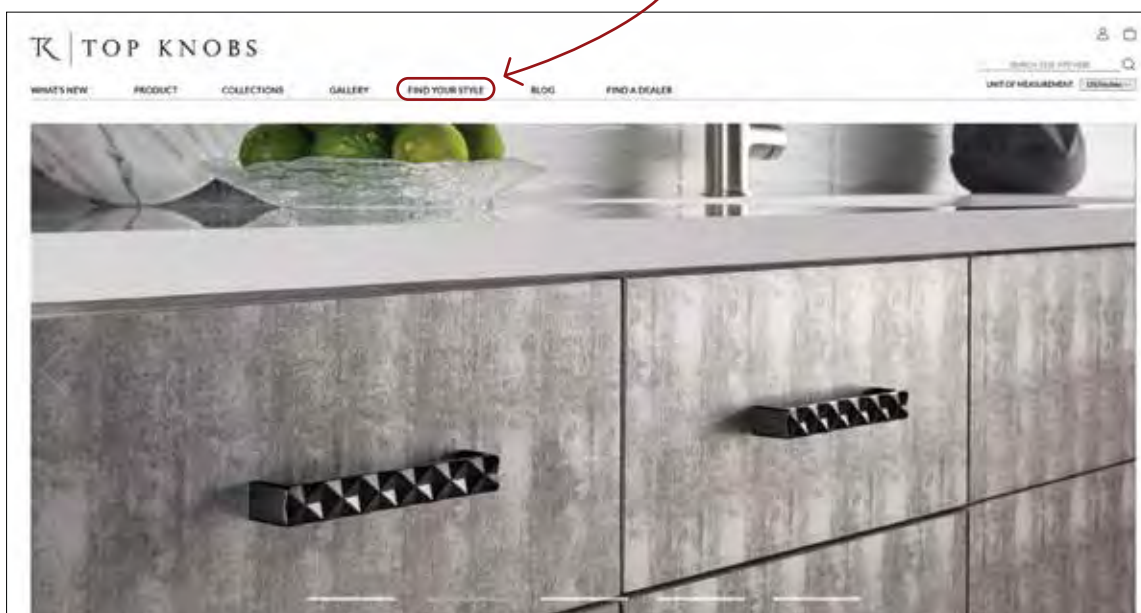 TK TOP KNOBS
WHAT'S NEW PRODUCT COLLECTIONS GALLERY FIND YOUR STYLE BLOG FIND A DEALER
UNIT OF MEASUREMENT